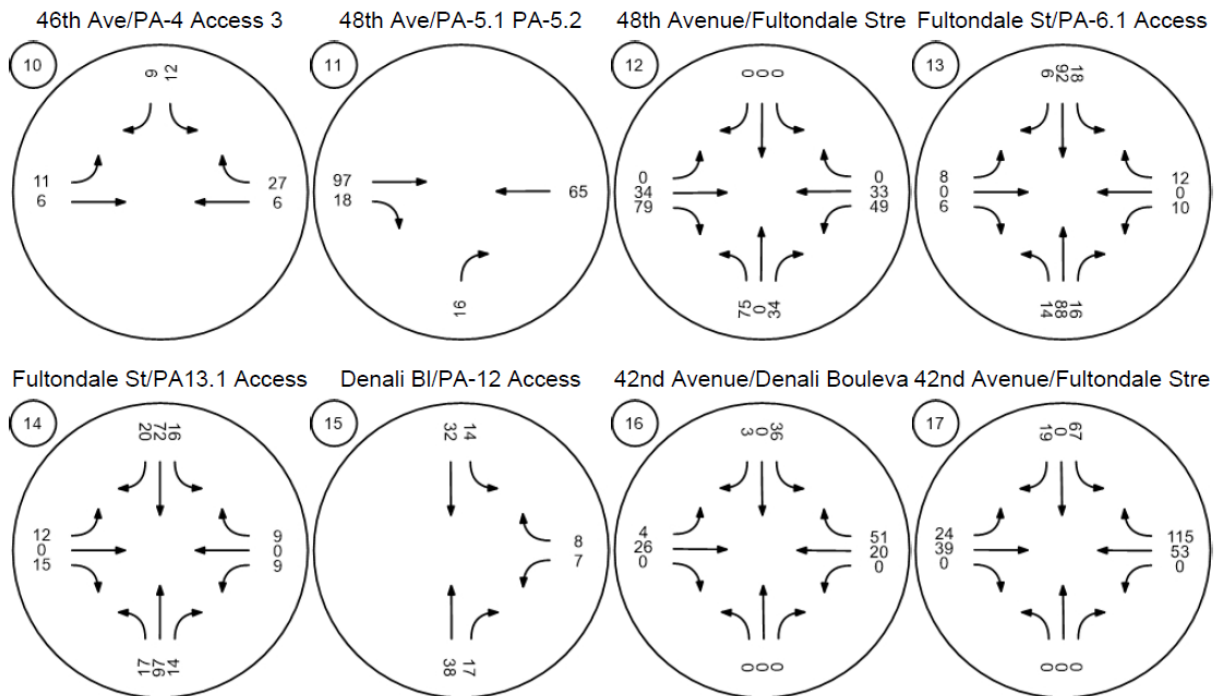 46th Ave/PA-4 Access 3
10
9 12
11
6
27
6
48th Ave/PA-5.1 PA-5.2
11
97
18
65
16
48th Avenue/Fultondale Stre
12
0 0 0
0
34
79
0
33
49
75 0 34
Fultondale St/PA-6.1 Access
13
6 92 18
8
0
6
12
0
10
14 88 16
Fultondale St/PA13.1 Access
14
20 72 16
12
0
15
9
0
9
17 97 14
Denali Bl/PA-12 Access
15
32 14
8
7
38 17
42nd Avenue/Denali Bouleva
16
3 0 36
4
26
0
51
20
0
0 0 0
42nd Avenue/Fultondale Stre
17
19 0 67
24
39
0
115
53
0
0 0 0